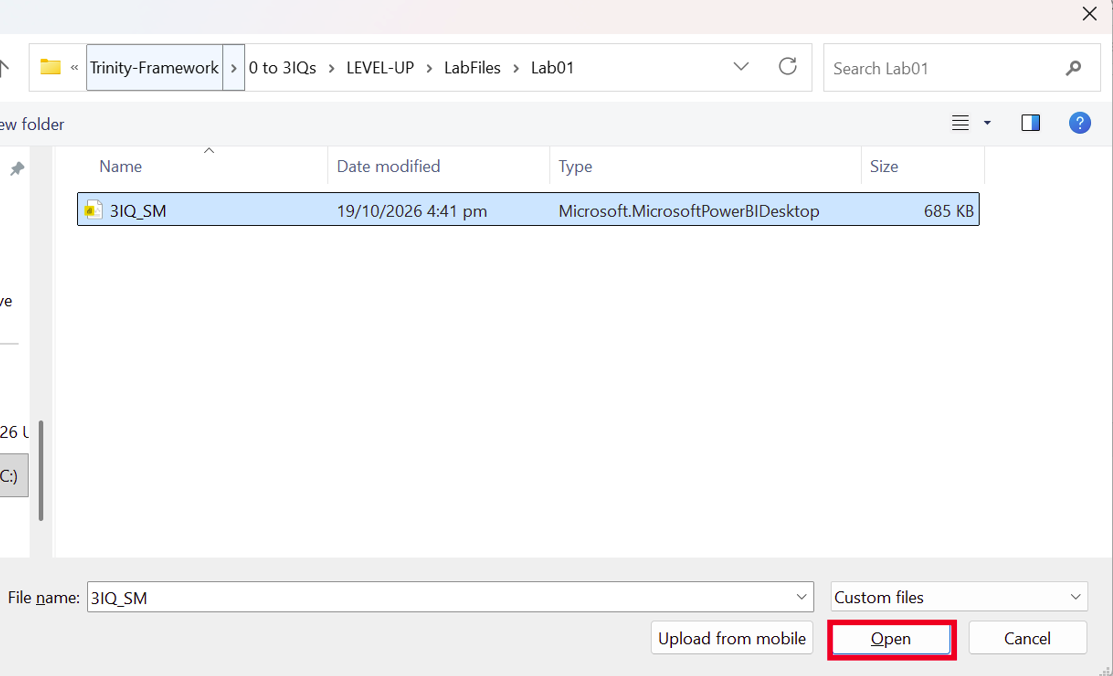 « Trinity-Framework › 0 to 3IQs › LEVEL-UP › LabFiles › Lab01
Search Lab01
ew folder
?
Name Date modified Type Size
3IQ_SM 19/10/2026 4:41 pm Microsoft.MicrosoftPowerBIDesktop 685 KB
ve
26 U
C:)
File name: 3IQ_SM Custom files
Upload from mobile Open Cancel